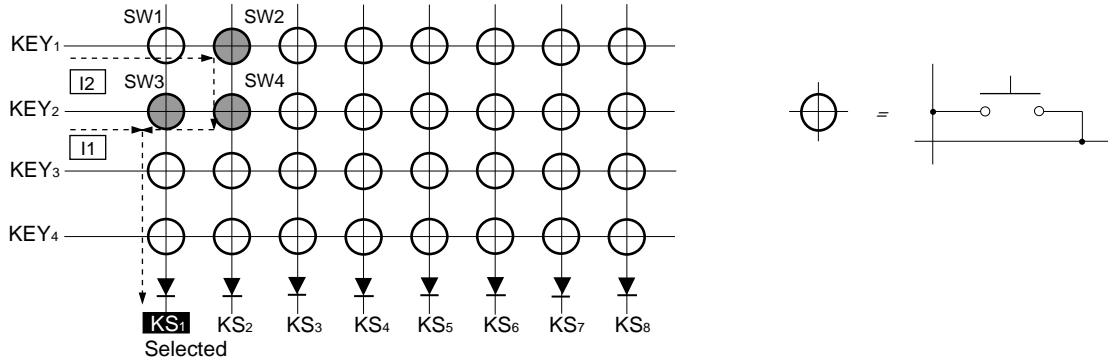 SW1 SW2
KEY₁
I2 SW3 SW4
KEY₂
I1
KEY₃
=
KEY₄
KS₁ KS₂ KS₃ KS₄ KS₅ KS₆ KS₇ KS₈
Selected